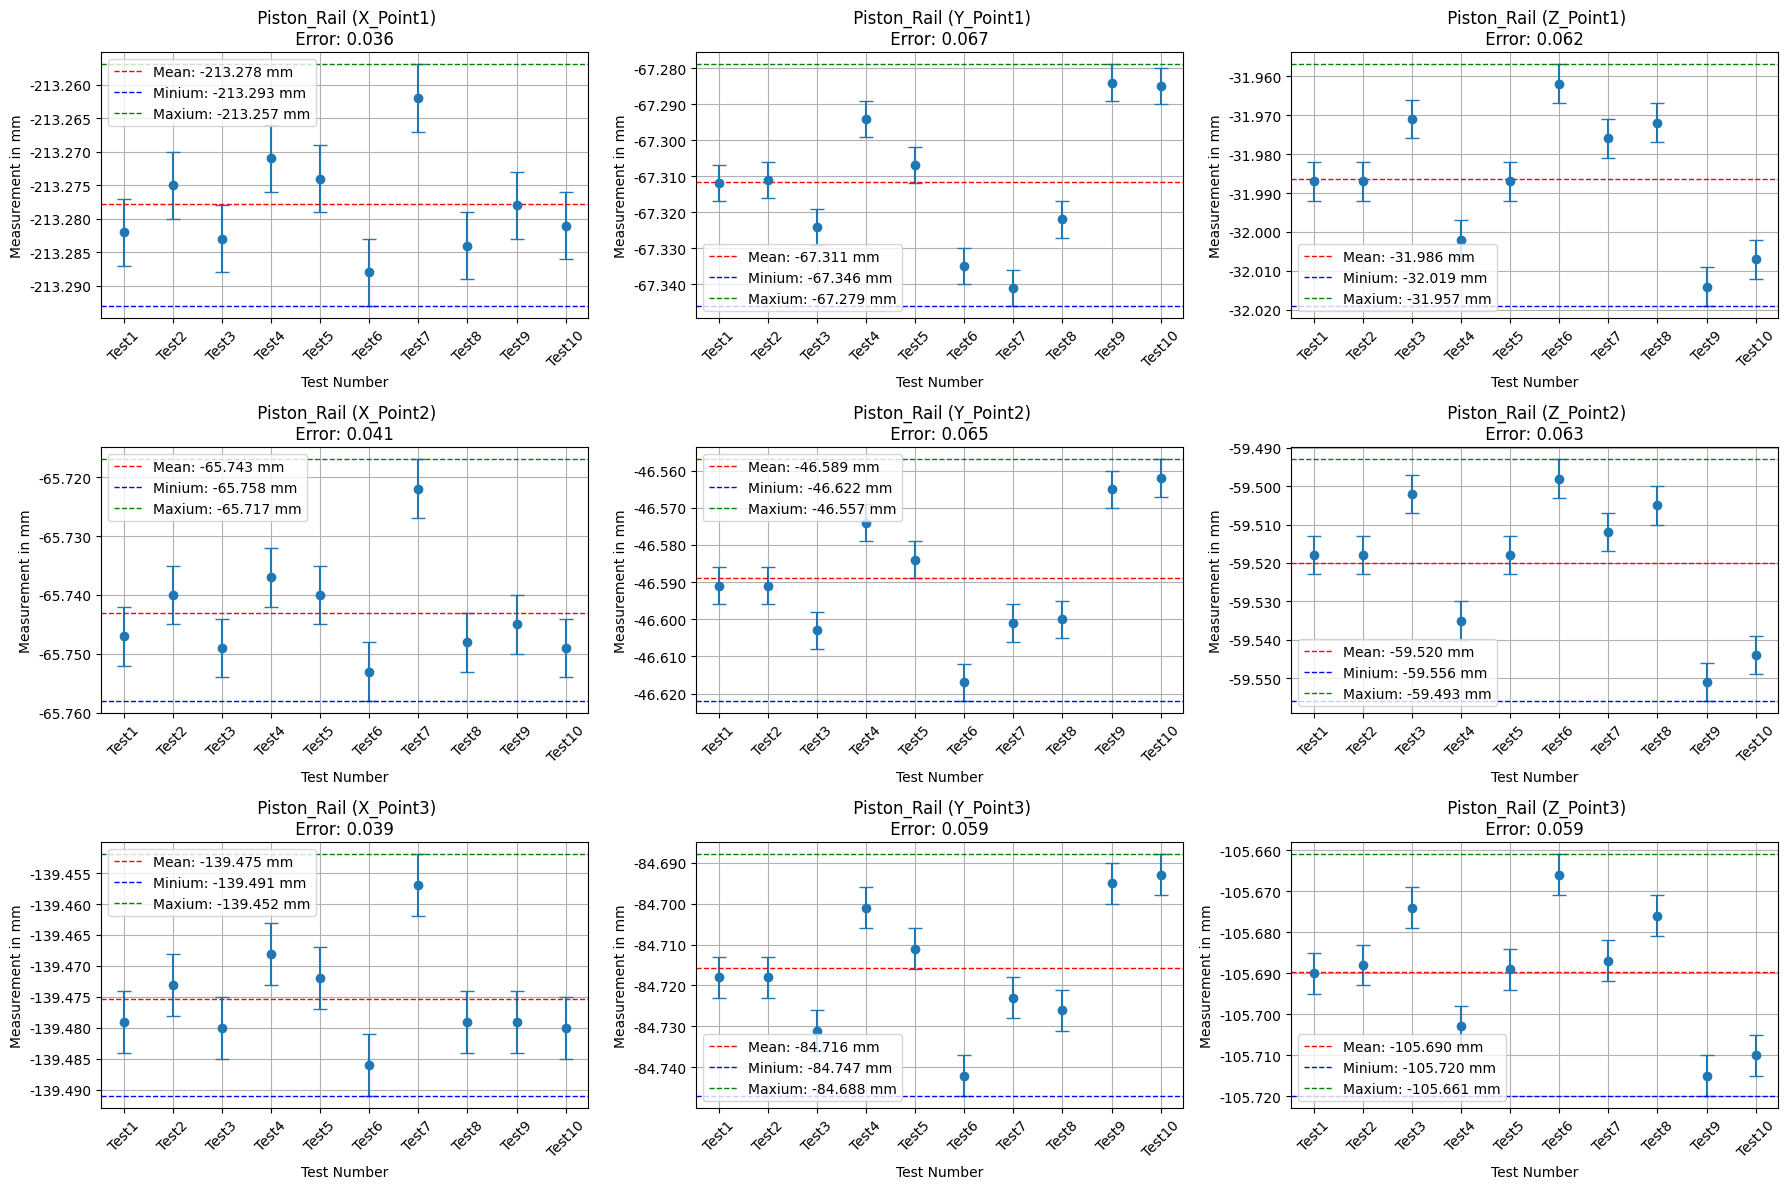 Piston_Rail (X_Point1)
Error: 0.036
Measurement in mm
-213.260
-213.265
-213.270
-213.275
-213.280
-213.285
-213.290
Mean: -213.278 mm
Minium: -213.293 mm
Maxium: -213.257 mm
Test1 Test2 Test3 Test4 Test5 Test6 Test7 Test8 Test9 Test10
Test Number
Piston_Rail (Y_Point1)
Error: 0.067
Measurement in mm
-67.280
-67.290
-67.300
-67.310
-67.320
-67.330
-67.340
Mean: -67.311 mm
Minium: -67.346 mm
Maxium: -67.279 mm
Test1 Test2 Test3 Test4 Test5 Test6 Test7 Test8 Test9 Test10
Test Number
Piston_Rail (Z_Point1)
Error: 0.062
Measurement in mm
-31.960
-31.970
-31.980
-31.990
-32.000
-32.010
-32.020
Mean: -31.986 mm
Minium: -32.019 mm
Maxium: -31.957 mm
Test1 Test2 Test3 Test4 Test5 Test6 Test7 Test8 Test9 Test10
Test Number
Piston_Rail (X_Point2)
Error: 0.041
Measurement in mm
-65.720
-65.730
-65.740
-65.750
-65.760
Mean: -65.743 mm
Minium: -65.758 mm
Maxium: -65.717 mm
Test1 Test2 Test3 Test4 Test5 Test6 Test7 Test8 Test9 Test10
Test Number
Piston_Rail (Y_Point2)
Error: 0.065
Measurement in mm
-46.560
-46.570
-46.580
-46.590
-46.600
-46.610
-46.620
Mean: -46.589 mm
Minium: -46.622 mm
Maxium: -46.557 mm
Test1 Test2 Test3 Test4 Test5 Test6 Test7 Test8 Test9 Test10
Test Number
Piston_Rail (Z_Point2)
Error: 0.063
Measurement in mm
-59.490
-59.500
-59.510
-59.520
-59.530
-59.540
-59.550
Mean: -59.520 mm
Minium: -59.556 mm
Maxium: -59.493 mm
Test1 Test2 Test3 Test4 Test5 Test6 Test7 Test8 Test9 Test10
Test Number
Piston_Rail (X_Point3)
Error: 0.039
Measurement in mm
-139.455
-139.460
-139.465
-139.470
-139.475
-139.480
-139.485
-139.490
Mean: -139.475 mm
Minium: -139.491 mm
Maxium: -139.452 mm
Test1 Test2 Test3 Test4 Test5 Test6 Test7 Test8 Test9 Test10
Test Number
Piston_Rail (Y_Point3)
Error: 0.059
Measurement in mm
-84.690
-84.700
-84.710
-84.720
-84.730
-84.740
Mean: -84.716 mm
Minium: -84.747 mm
Maxium: -84.688 mm
Test1 Test2 Test3 Test4 Test5 Test6 Test7 Test8 Test9 Test10
Test Number
Piston_Rail (Z_Point3)
Error: 0.059
Measurement in mm
-105.660
-105.670
-105.680
-105.690
-105.700
-105.710
-105.720
Mean: -105.690 mm
Minium: -105.720 mm
Maxium: -105.661 mm
Test1 Test2 Test3 Test4 Test5 Test6 Test7 Test8 Test9 Test10
Test Number